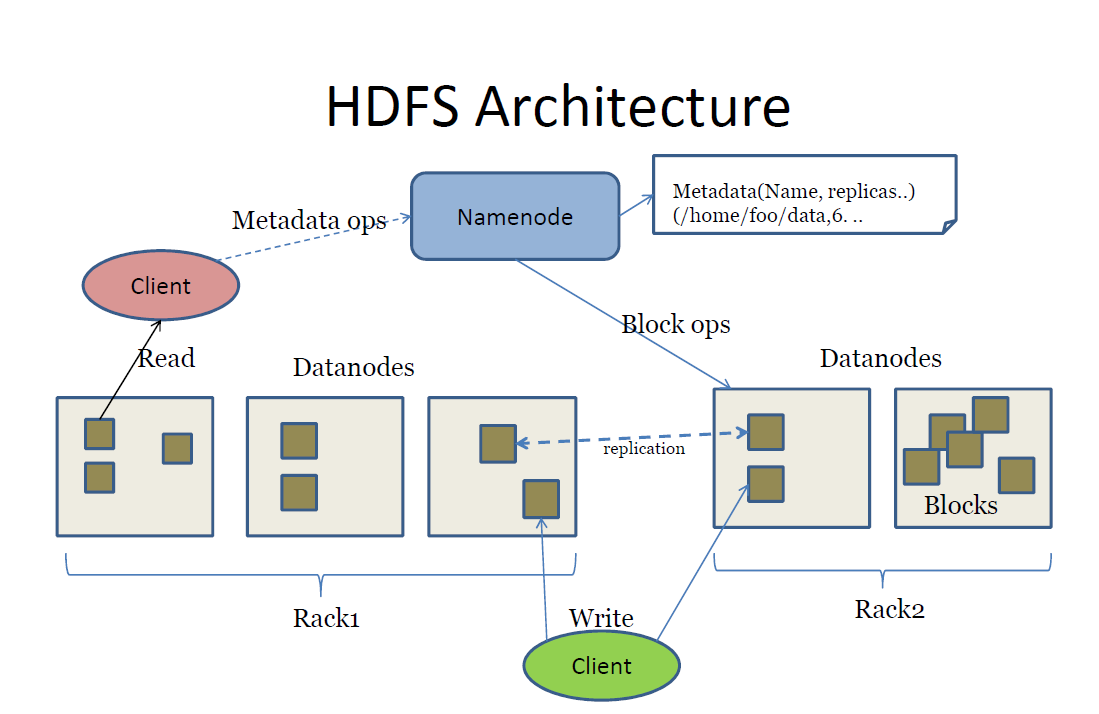 HDFS Architecture
Metadata(Name, replicas..)
(/home/foo/data,6. ..
Namenode
Metadata ops
Client
Block ops
Read
Datanodes
Datanodes
replication
Blocks
Rack1
Write
Rack2
Client